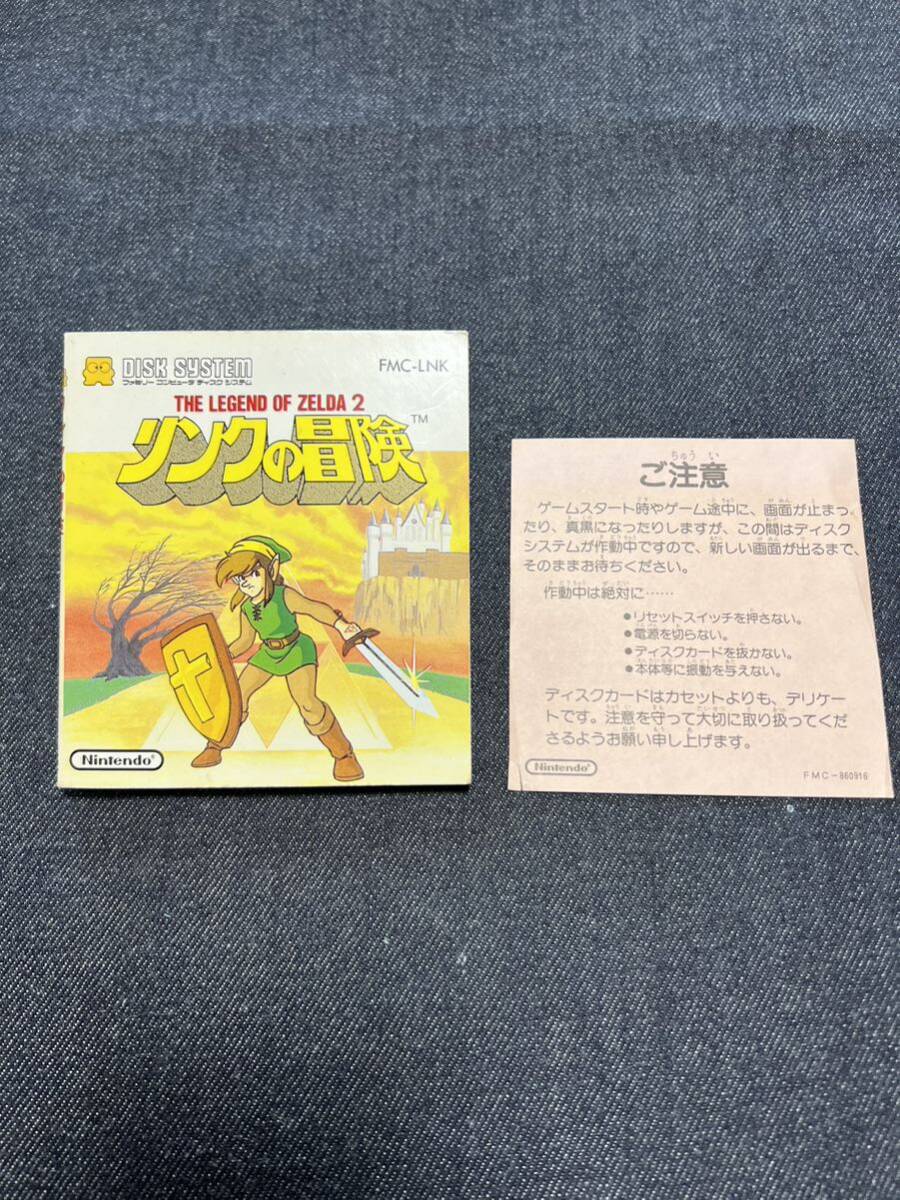 DISK SYSTEM
ファミリー コンピュータ ディスク システム
FMC-LNK
THE LEGEND OF ZELDA 2
リンクの冒険™
Nintendo®
ご注意
ゲームスタート時やゲーム途中に、画面が止まっ
たり、真黒になったりしますが、この間はディスク
システムが作動中ですので、新しい画面が出るまで、
そのままお待ちください。
作動中は絶対に……
●リセットスイッチを押さない。
●電源を切らない。
●ディスクカードを抜かない。
●本体等に振動を与えない。
ディスクカードはカセットよりも、デリケー
トです。注意を守って大切に取り扱ってくだ
さるようお願い申し上げます。
Nintendo®
FMC-860916